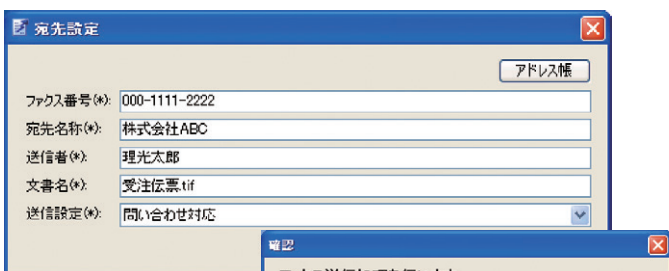 宛先設定
アドレス帳
ファクス番号(*): 000-1111-2222
宛先名称(*): 株式会社ABC
送信者(*): 理光太郎
文書名(*): 受注伝票.tif
送信設定(*): 問い合わせ対応
確認